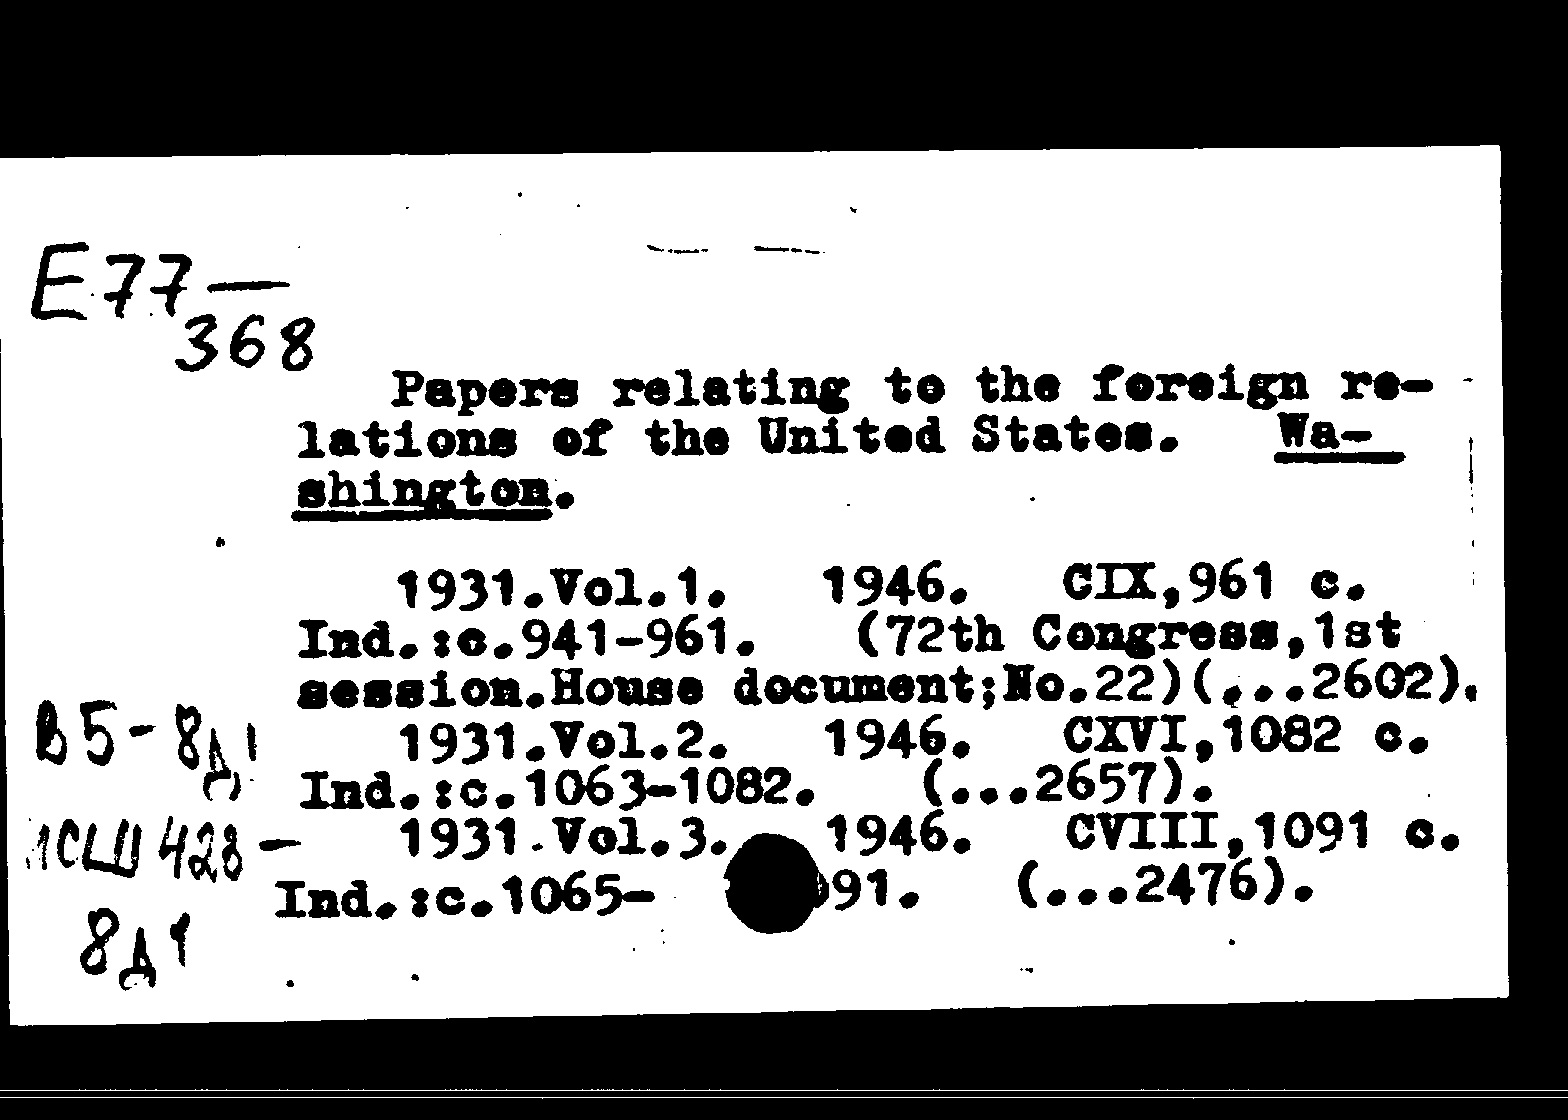 E77—
368
Papers relating to the foreign re-
lations of the United States. Wa-
shington.
1931.Vol.1. 1946. CIX,961 c.
Ind.:c.941-961. (72th Congress,1st
session.House document;No.22)(...2602).
В5-8д1
1931.Vol.2. 1946. CXVI,1082 c.
Ind.:c.1063-1082. (...2657).
1931.Vol.3. 1946. CVIII,1091 c.
1СШ428-
Ind.:c.1065- 91. (...2476).
8д1